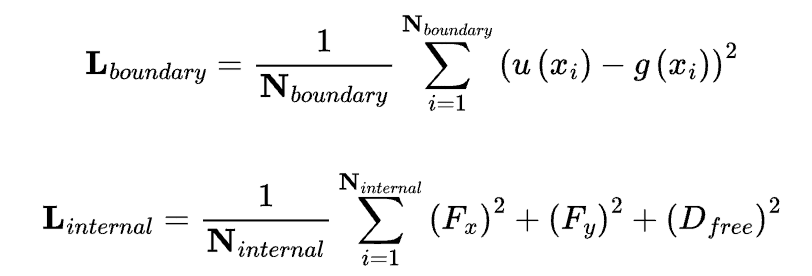 L_{boundary} = \frac{1}{N_{boundary}} \sum_{i=1}^{N_{boundary}} (u(x_i) − g(x_i))^2
L_{internal} = \frac{1}{N_{internal}} \sum_{i=1}^{N_{internal}} (F_x)^2 + (F_y)^2 + (D_{free})^2